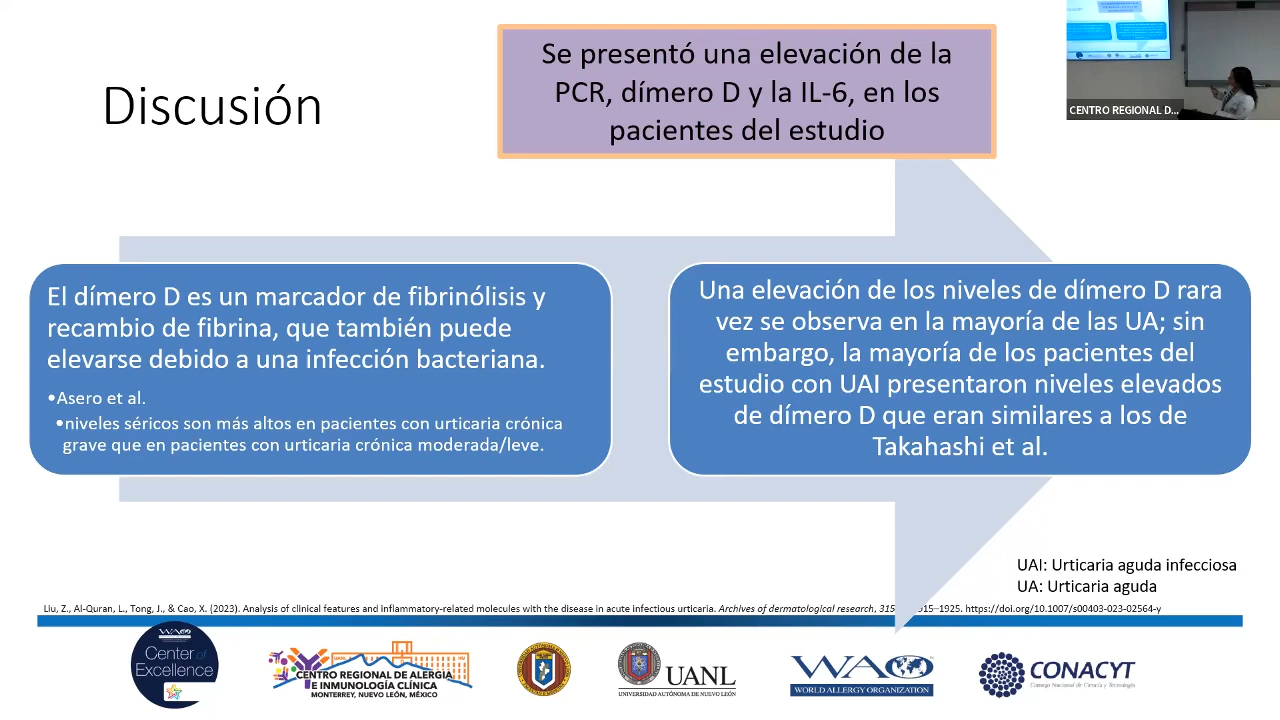 Discusión
Se presentó una elevación de la
PCR, dímero D y la IL-6, en los
pacientes del estudio
CENTRO REGIONAL D...
El dímero D es un marcador de fibrinólisis y
recambio de fibrina, que también puede
elevarse debido a una infección bacteriana.
•Asero et al.
•niveles séricos son más altos en pacientes con urticaria crónica
grave que en pacientes con urticaria crónica moderada/leve.
Una elevación de los niveles de dímero D rara
vez se observa en la mayoría de las UA; sin
embargo, la mayoría de los pacientes del
estudio con UAI presentaron niveles elevados
de dímero D que eran similares a los de
Takahashi et al.
UAI: Urticaria aguda infecciosa
UA: Urticaria aguda
Liu, Z., Al-Quran, L., Tong, J., & Cao, X. (2023). Analysis of clinical features and inflammatory-related molecules with the disease in acute infectious urticaria. Archives of dermatological research, 315 915–1925. https://doi.org/10.1007/s00403-023-02564-y
WAO
Center of
Excellence
CENTRO REGIONAL DE ALERGIA
E INMUNOLOGÍA CLÍNICA
MONTERREY, NUEVO LEÓN, MÉXICO
UANL
UNIVERSIDAD AUTÓNOMA DE NUEVO LEÓN
WAO
WORLD ALLERGY ORGANIZATION
CONACYT
Consejo Nacional de Ciencia y Tecnología